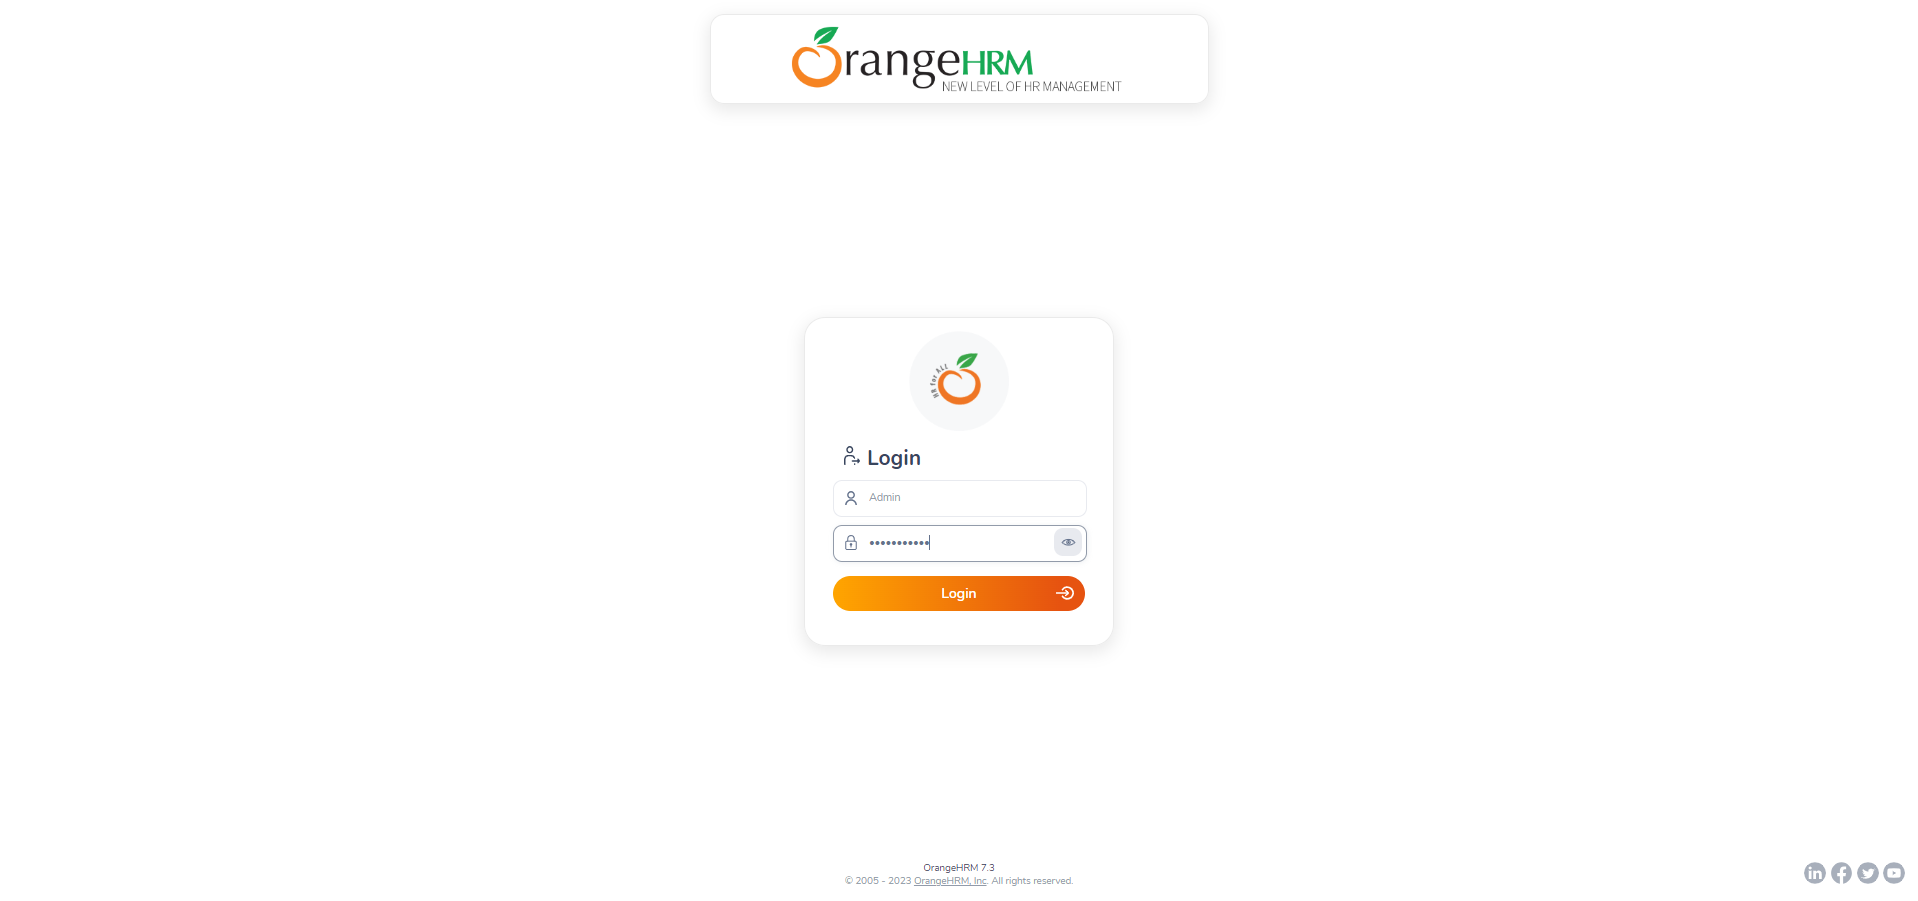 OrangeHRM
NEW LEVEL OF HR MANAGEMENT
HR for ALL
Login
Admin
•••••••••••
Login
OrangeHRM 7.3
© 2005 - 2023 OrangeHRM, Inc. All rights reserved.
in